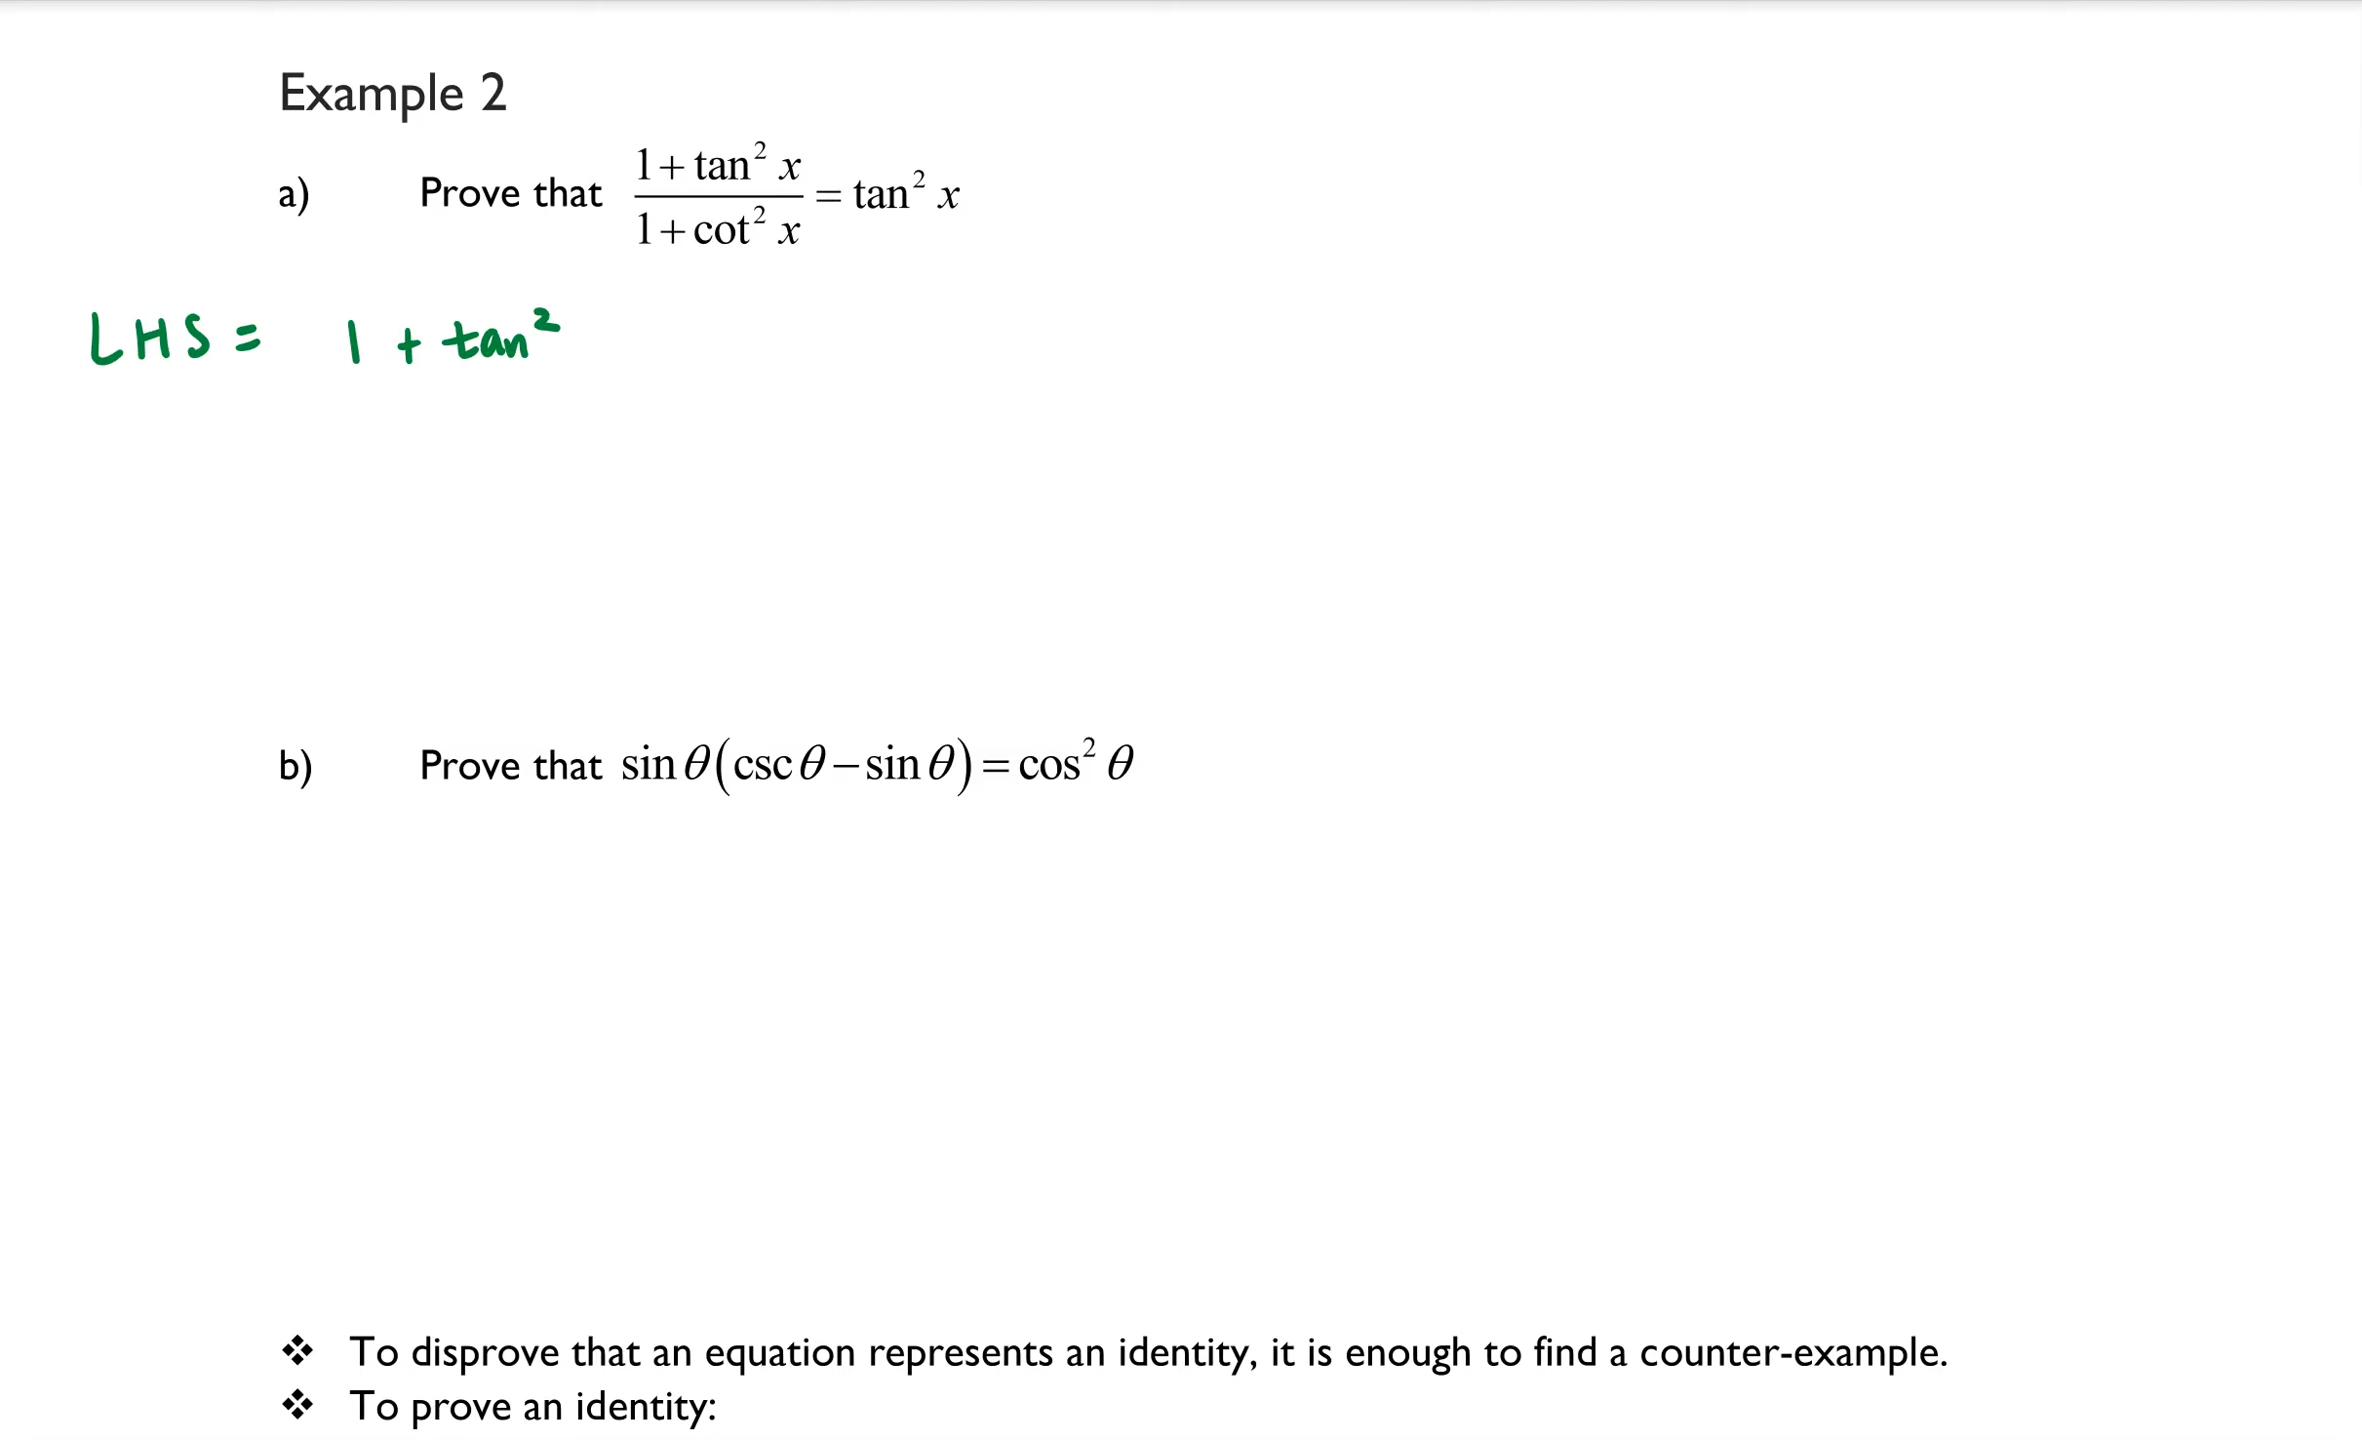 Example 2
a) Prove that (1 + tan² x)/(1 + cot² x) = tan² x
LHS = 1 + tan²
b) Prove that sin θ(csc θ − sin θ) = cos² θ
❖ To disprove that an equation represents an identity, it is enough to find a counter-example.
❖ To prove an identity: